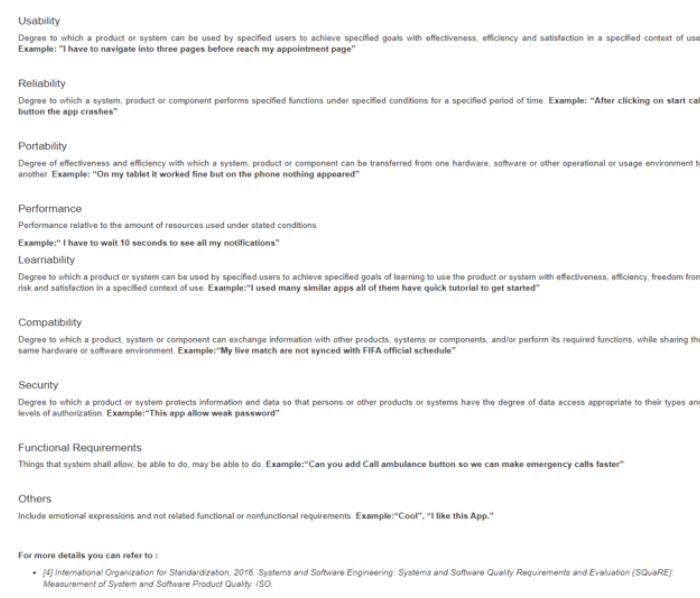 Usability
Degree to which a product or system can be used by specified users to achieve specified goals with effectiveness, efficiency and satisfaction in a specified context of use
Example: "I have to navigate into three pages before reach my appointment page"
Reliability
Degree to which a system, product or component performs specified functions under specified conditions for a specified period of time. Example: “After clicking on start cal
button the app crashes”
Portability
Degree of effectiveness and efficiency with which a system, product or component can be transferred from one hardware, software or other operational or usage environment t
another. Example: “On my tablet it worked fine but on the phone nothing appeared”
Performance
Performance relative to the amount of resources used under stated conditions.
Example:“ I have to wait 10 seconds to see all my notifications”
Learnability
Degree to which a product or system can be used by specified users to achieve specified goals of learning to use the product or system with effectiveness, efficiency, freedom from
risk and satisfaction in a specified context of use. Example:“I used many similar apps all of them have quick tutorial to get started”
Compatibility
Degree to which a product, system or component can exchange information with other products, systems or components, and/or perform its required functions, while sharing the
same hardware or software environment. Example:“My live match are not synced with FIFA official schedule”
Security
Degree to which a product or system protects information and data so that persons or other products or systems have the degree of data access appropriate to their types and
levels of authorization. Example:“This app allow weak password”
Functional Requirements
Things that system shall allow, be able to do, may be able to do. Example:“Can you add Call ambulance button so we can make emergency calls faster”
Others
Include emotional expressions and not related functional or nonfunctional requirements. Example:“Cool”, “I like this App.”
For more details you can refer to :
• [4] International Organization for Standardization, 2016. Systems and Software Engineering: Systems and Software Quality Requirements and Evaluation (SQuaRE):
Measurement of System and Software Product Quality. ISO.